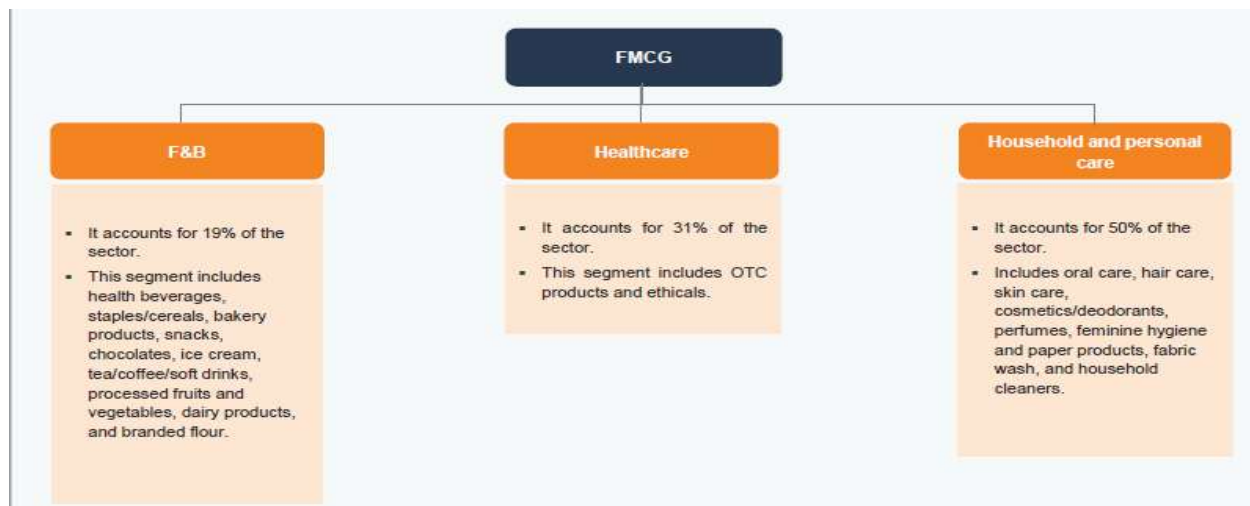 FMCG
F&B
▪ It accounts for 19% of the
sector.
▪ This segment includes
health beverages,
staples/cereals, bakery
products, snacks,
chocolates, ice cream,
tea/coffee/soft drinks,
processed fruits and
vegetables, dairy products,
and branded flour.
Healthcare
▪ It accounts for 31% of the
sector.
▪ This segment includes OTC
products and ethicals.
Household and personal
care
▪ It accounts for 50% of the
sector.
▪ Includes oral care, hair care,
skin care,
cosmetics/deodorants,
perfumes, feminine hygiene
and paper products, fabric
wash, and household
cleaners.